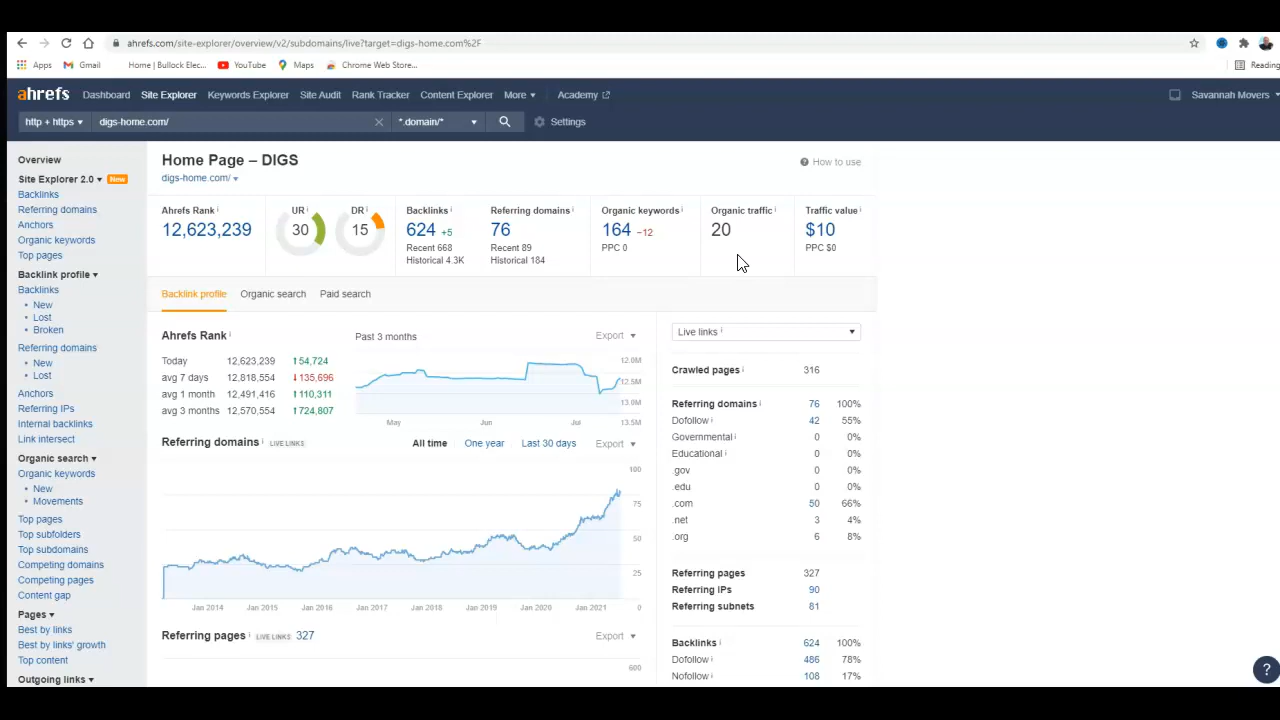 ahrefs.com/site-explorer/overview/v2/subdomains/live?target=digs-home.com%2F
Apps Gmail Home | Bullock Elec... YouTube Maps Chrome Web Store... Reading
ahrefs Dashboard Site Explorer Keywords Explorer Site Audit Rank Tracker Content Explorer More Academy Savannah Movers
http + https digs-home.com/ *.domain/* Settings
Overview
Site Explorer 2.0 New
Backlinks
Referring domains
Anchors
Organic keywords
Top pages
Backlink profile
Backlinks
• New
• Lost
• Broken
Referring domains
• New
• Lost
Anchors
Referring IPs
Internal backlinks
Link intersect
Organic search
Organic keywords
• New
• Movements
Top pages
Top subfolders
Top subdomains
Competing domains
Competing pages
Content gap
Pages
Best by links
Best by links' growth
Top content
Outgoing links
Home Page – DIGS
How to use
digs-home.com/
Ahrefs Rank UR DR Backlinks Referring domains Organic keywords Organic traffic Traffic value
12,623,239 30 15 624 +5 76 164 −12 20 $10
Recent 668 Recent 89 PPC 0 PPC $0
Historical 4.3K Historical 184
Backlink profile Organic search Paid search
Ahrefs Rank Past 3 months Export
Today 12,623,239 ↑54,724
avg 7 days 12,818,554 ↓135,696
avg 1 month 12,491,416 ↑110,311
avg 3 months 12,570,554 ↑724,807
12.0M
12.5M
13.0M
13.5M
May Jun Jul
Referring domains LIVE LINKS All time One year Last 30 days Export
100
75
50
25
0
Jan 2014 Jan 2015 Jan 2016 Jan 2017 Jan 2018 Jan 2019 Jan 2020 Jan 2021
Referring pages LIVE LINKS 327 Export
600
Live links
Crawled pages 316
Referring domains 76 100%
Dofollow 42 55%
Governmental 0 0%
Educational 0 0%
.gov 0 0%
.edu 0 0%
.com 50 66%
.net 3 4%
.org 6 8%
Referring pages 327
Referring IPs 90
Referring subnets 81
Backlinks 624 100%
Dofollow 486 78%
Nofollow 108 17%
?